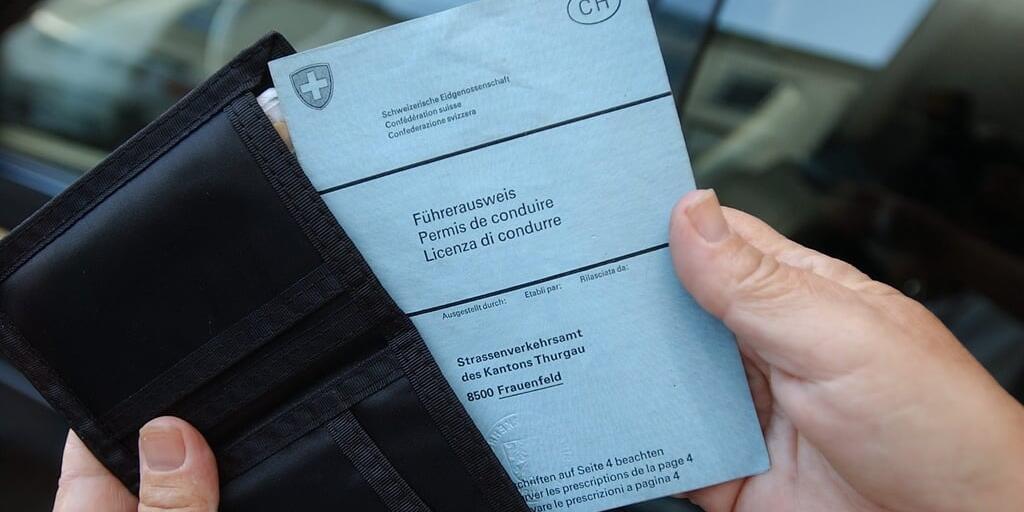 CH
Schweizerische Eidgenossenschaft
Confédération suisse
Confederazione svizzera
Führerausweis
Permis de conduire
Licenza di condurre
Ausgestellt durch: Etabli par: Rilasciata da:
Strassenverkehrsamt
des Kantons Thurgau
8500 Frauenfeld
chriften auf Seite 4 beachten
ver les prescriptions de la page 4
vare le prescrizioni a pagina 4